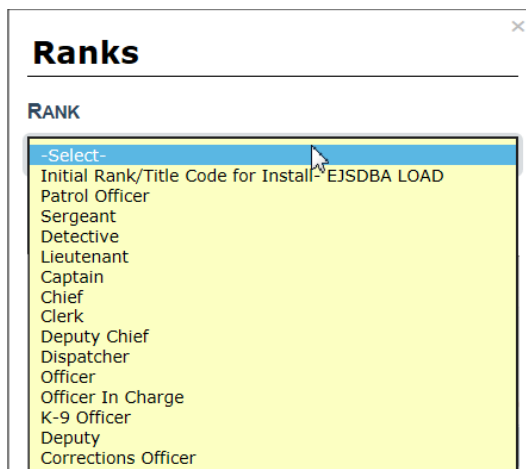 Ranks
RANK
-Select-
Initial Rank/Title Code for Install- EJSDBA LOAD
Patrol Officer
Sergeant
Detective
Lieutenant
Captain
Chief
Clerk
Deputy Chief
Dispatcher
Officer
Officer In Charge
K-9 Officer
Deputy
Corrections Officer